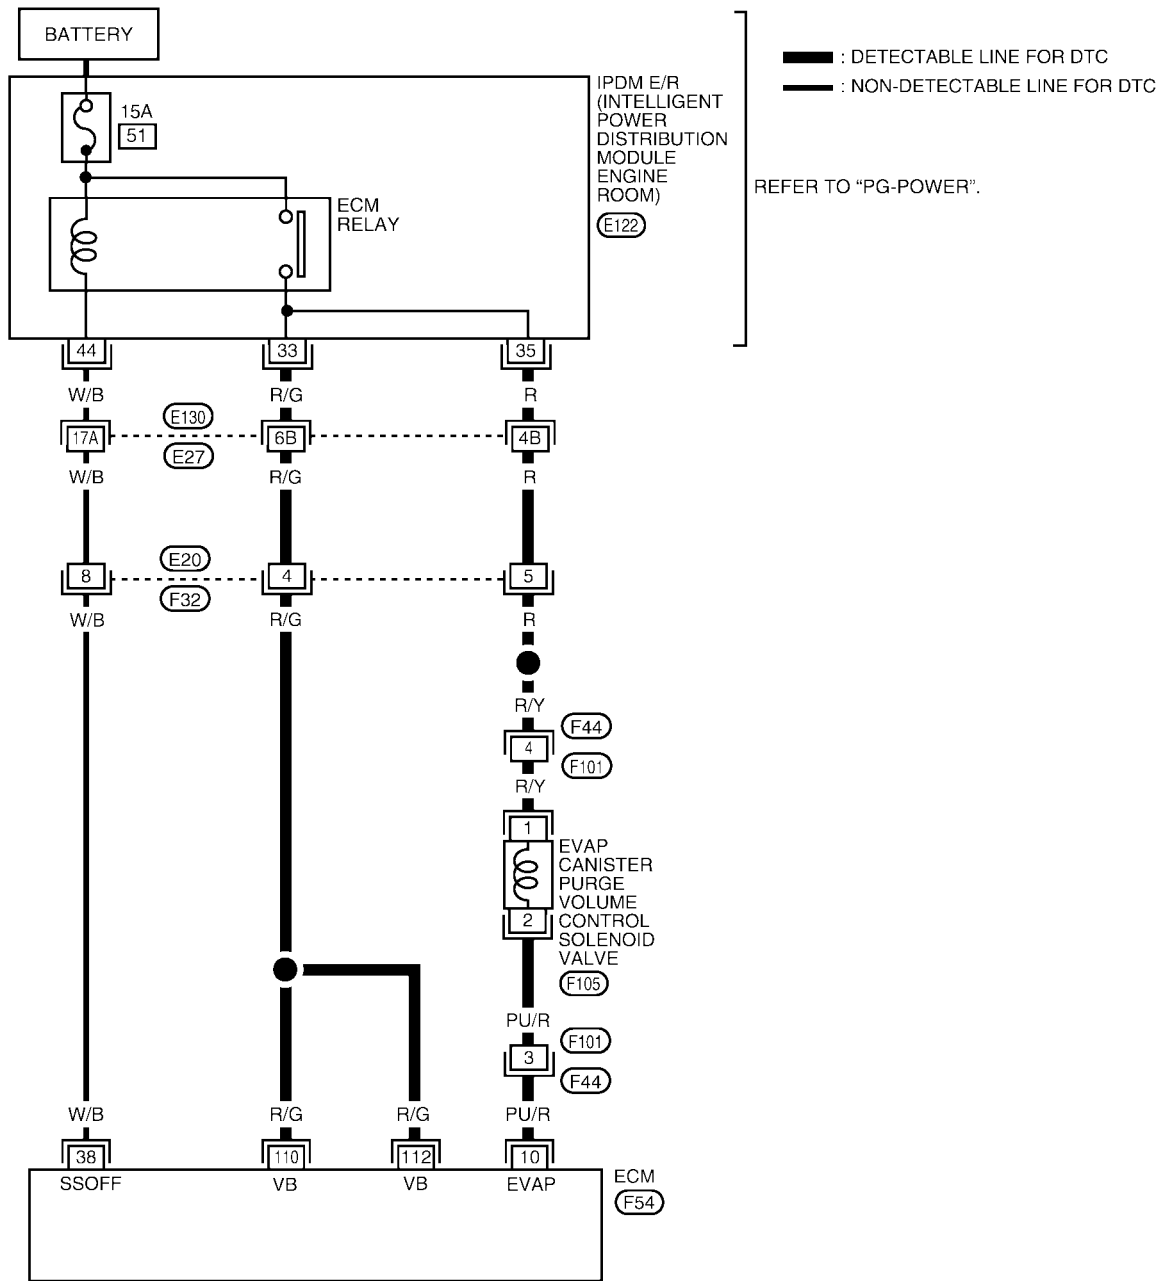 BATTERY
: DETECTABLE LINE FOR DTC
: NON-DETECTABLE LINE FOR DTC
IPDM E/R
(INTELLIGENT
POWER
DISTRIBUTION
MODULE
ENGINE
ROOM)
E122
REFER TO “PG-POWER”.
15A
51
ECM
RELAY
44
33
35
W/B
R/G
R
E130
17A
6B
4B
E27
W/B
R/G
R
E20
8
4
5
F32
W/B
R/G
R
R/Y
F44
4
F101
R/Y
1
EVAP
CANISTER
PURGE
VOLUME
CONTROL
SOLENOID
VALVE
2
F105
PU/R
F101
3
F44
W/B
R/G
R/G
PU/R
38
110
112
10
SSOFF
VB
VB
EVAP
ECM
F54